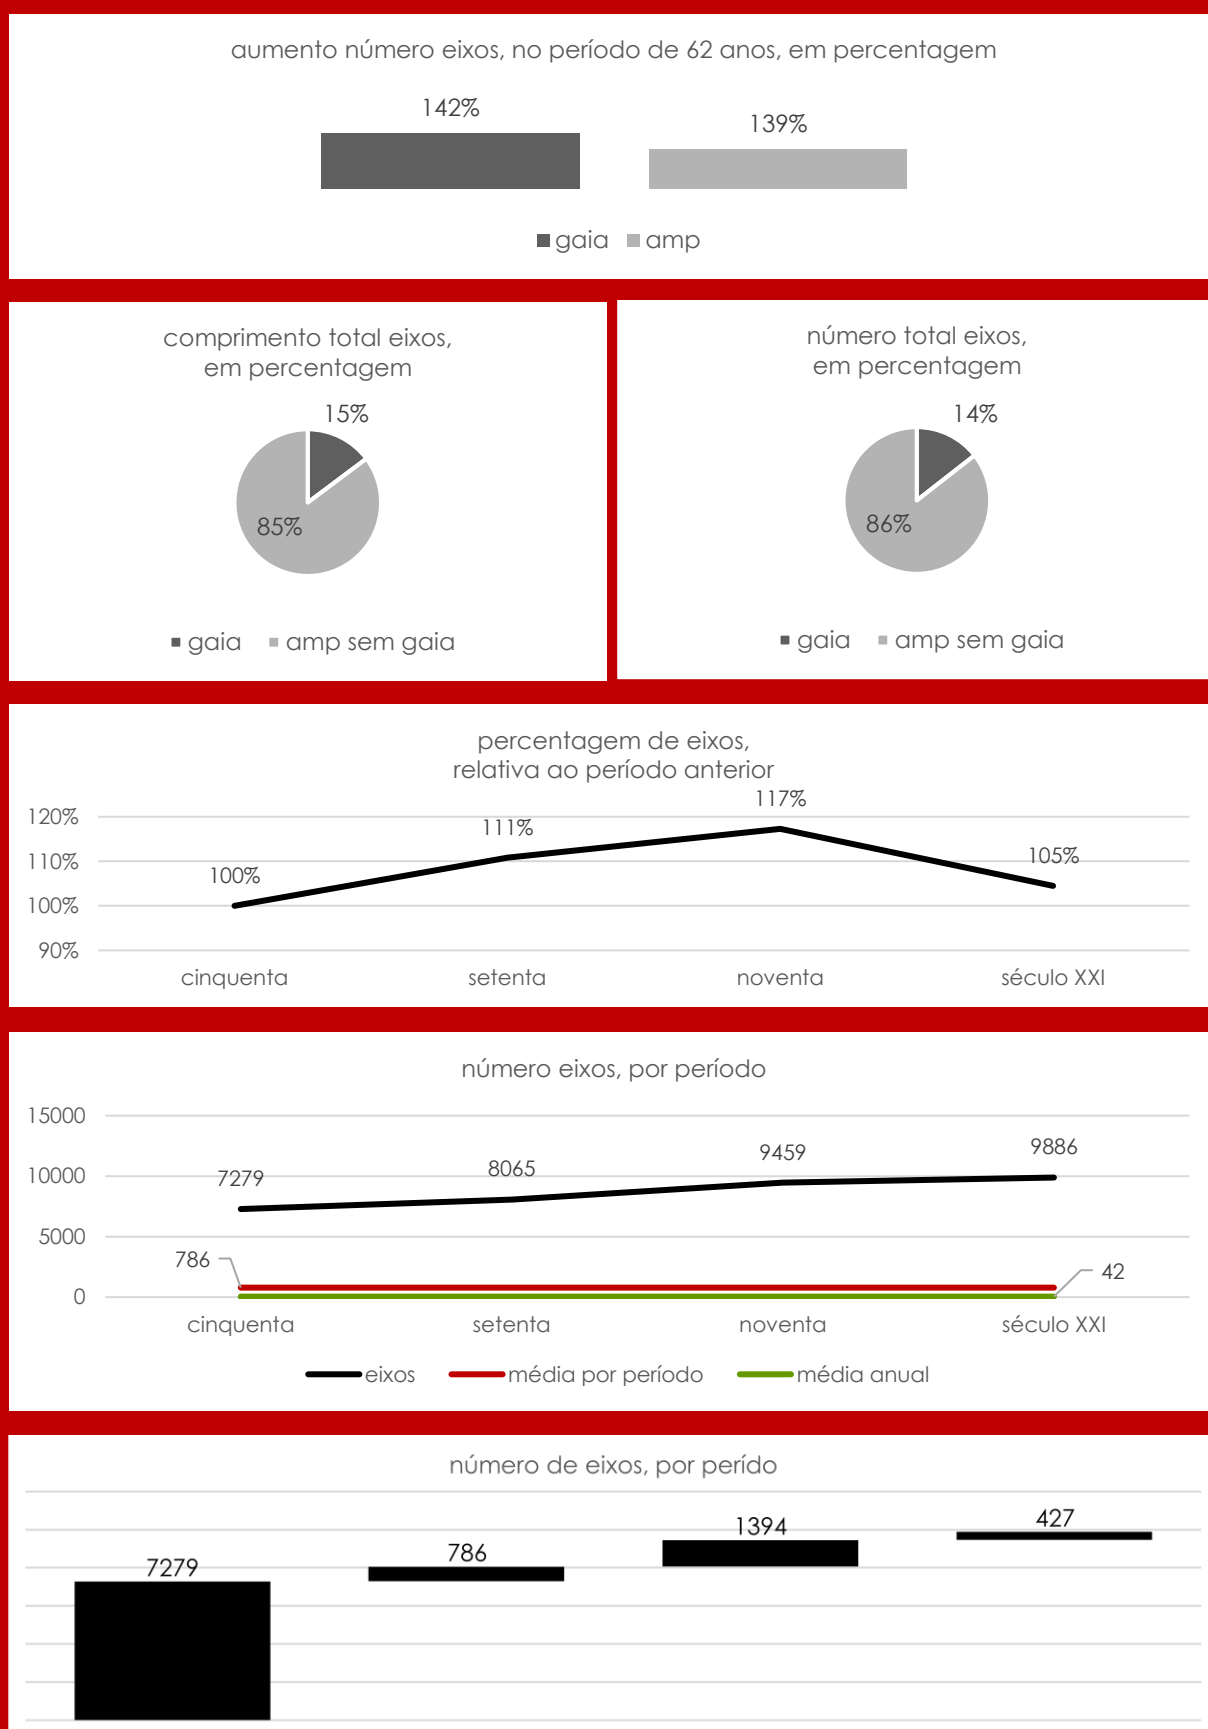 aumento número eixos, no período de 62 anos, em percentagem
142%
139%
gaia amp
comprimento total eixos,
em percentagem
15%
85%
gaia amp sem gaia
número total eixos,
em percentagem
14%
86%
gaia amp sem gaia
percentagem de eixos,
relativa ao período anterior
117%
120%
111%
110%
105%
100%
100%
90%
cinquenta setenta noventa século XXI
número eixos, por período
15000
10000
5000
0
7279
8065
9459
9886
786
42
cinquenta setenta noventa século XXI
eixos média por período média anual
número de eixos, por perído
7279
786
1394
427